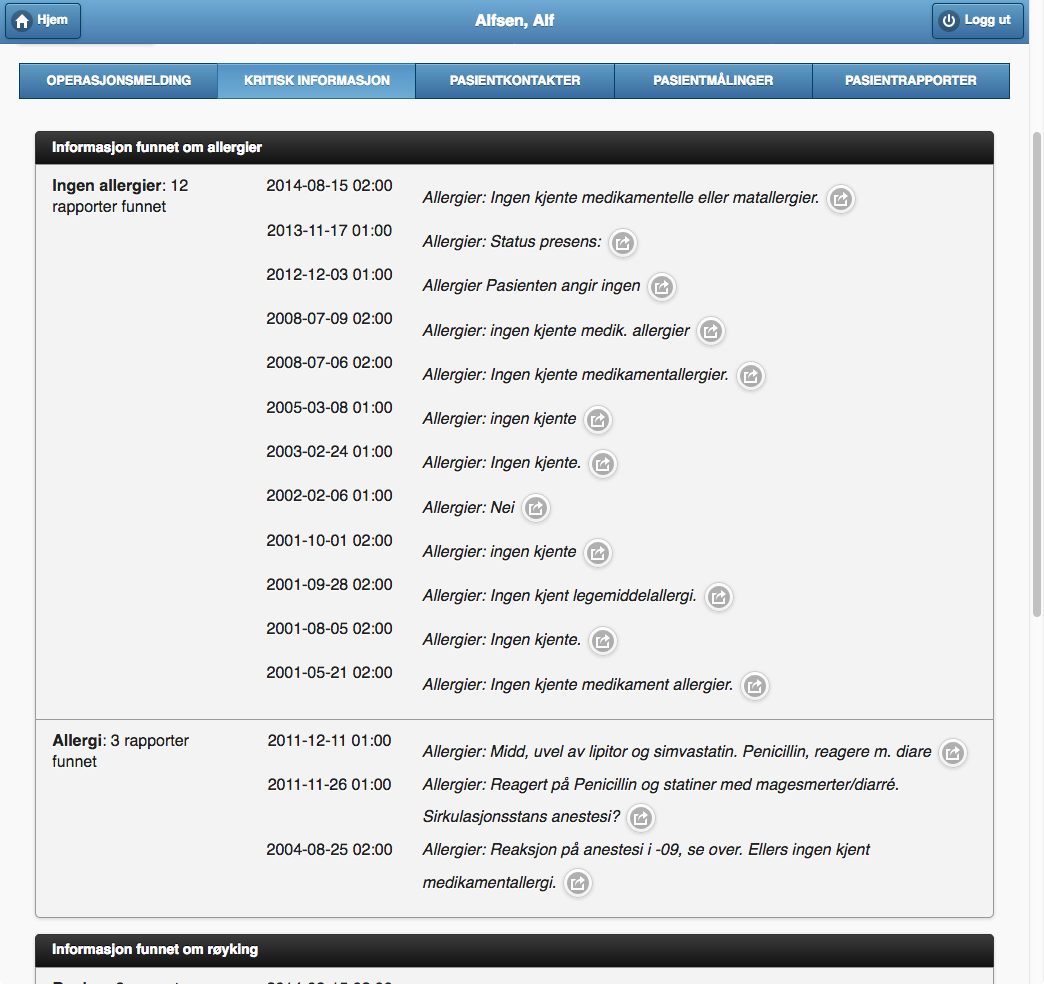 Hjem
Alfsen, Alf
Logg ut
OPERASJONSMELDING
KRITISK INFORMASJON
PASIENTKONTAKTER
PASIENTMÅLINGER
PASIENTRAPPORTER
Informasjon funnet om allergier
Ingen allergier: 12
rapporter funnet
2014-08-15 02:00 Allergier: Ingen kjente medikamentelle eller matallergier.
2013-11-17 01:00 Allergier: Status presens:
2012-12-03 01:00 Allergier Pasienten angir ingen
2008-07-09 02:00 Allergier: ingen kjente medik. allergier
2008-07-06 02:00 Allergier: Ingen kjente medikamentallergier.
2005-03-08 01:00 Allergier: ingen kjente
2003-02-24 01:00 Allergier: Ingen kjente.
2002-02-06 01:00 Allergier: Nei
2001-10-01 02:00 Allergier: ingen kjente
2001-09-28 02:00 Allergier: Ingen kjent legemiddelallergi.
2001-08-05 02:00 Allergier: Ingen kjente.
2001-05-21 02:00 Allergier: Ingen kjente medikament allergier.
Allergi: 3 rapporter
funnet
2011-12-11 01:00 Allergier: Midd, uvel av lipitor og simvastatin. Penicillin, reagere m. diare
2011-11-26 01:00 Allergier: Reagert på Penicillin og statiner med magesmerter/diarré.
Sirkulasjonsstans anestesi?
2004-08-25 02:00 Allergier: Reaksjon på anestesi i -09, se over. Ellers ingen kjent
medikamentallergi.
Informasjon funnet om røyking